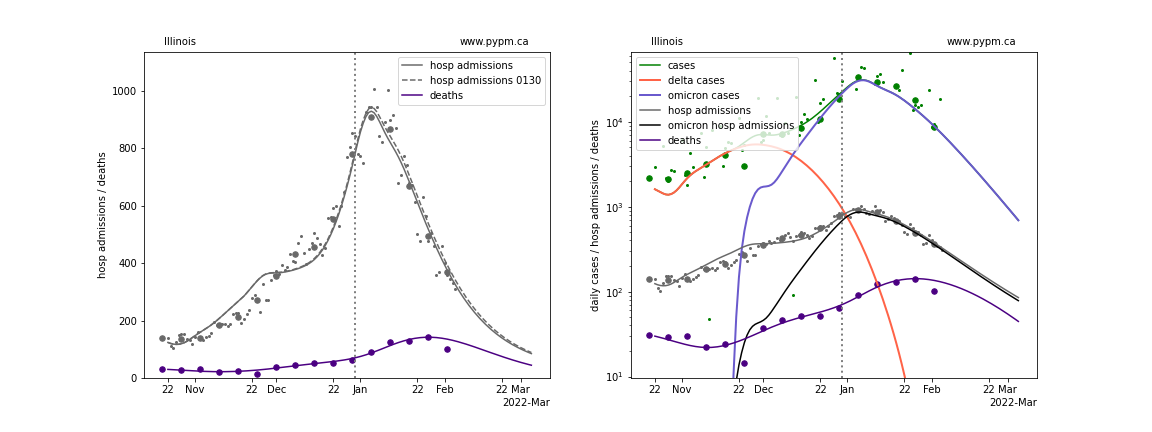 Illinois www.pypm.ca
hosp admissions
hosp admissions 0130
deaths
hosp admissions / deaths
1000
800
600
400
200
0
22 Nov 22 Dec 22 Jan 22 Feb 22 Mar
2022-Mar
Illinois www.pypm.ca
cases
delta cases
omicron cases
hosp admissions
omicron hosp admissions
deaths
daily cases / hosp admissions / deaths
10⁴
10³
10²
10¹
22 Nov 22 Dec 22 Jan 22 Feb 22 Mar
2022-Mar